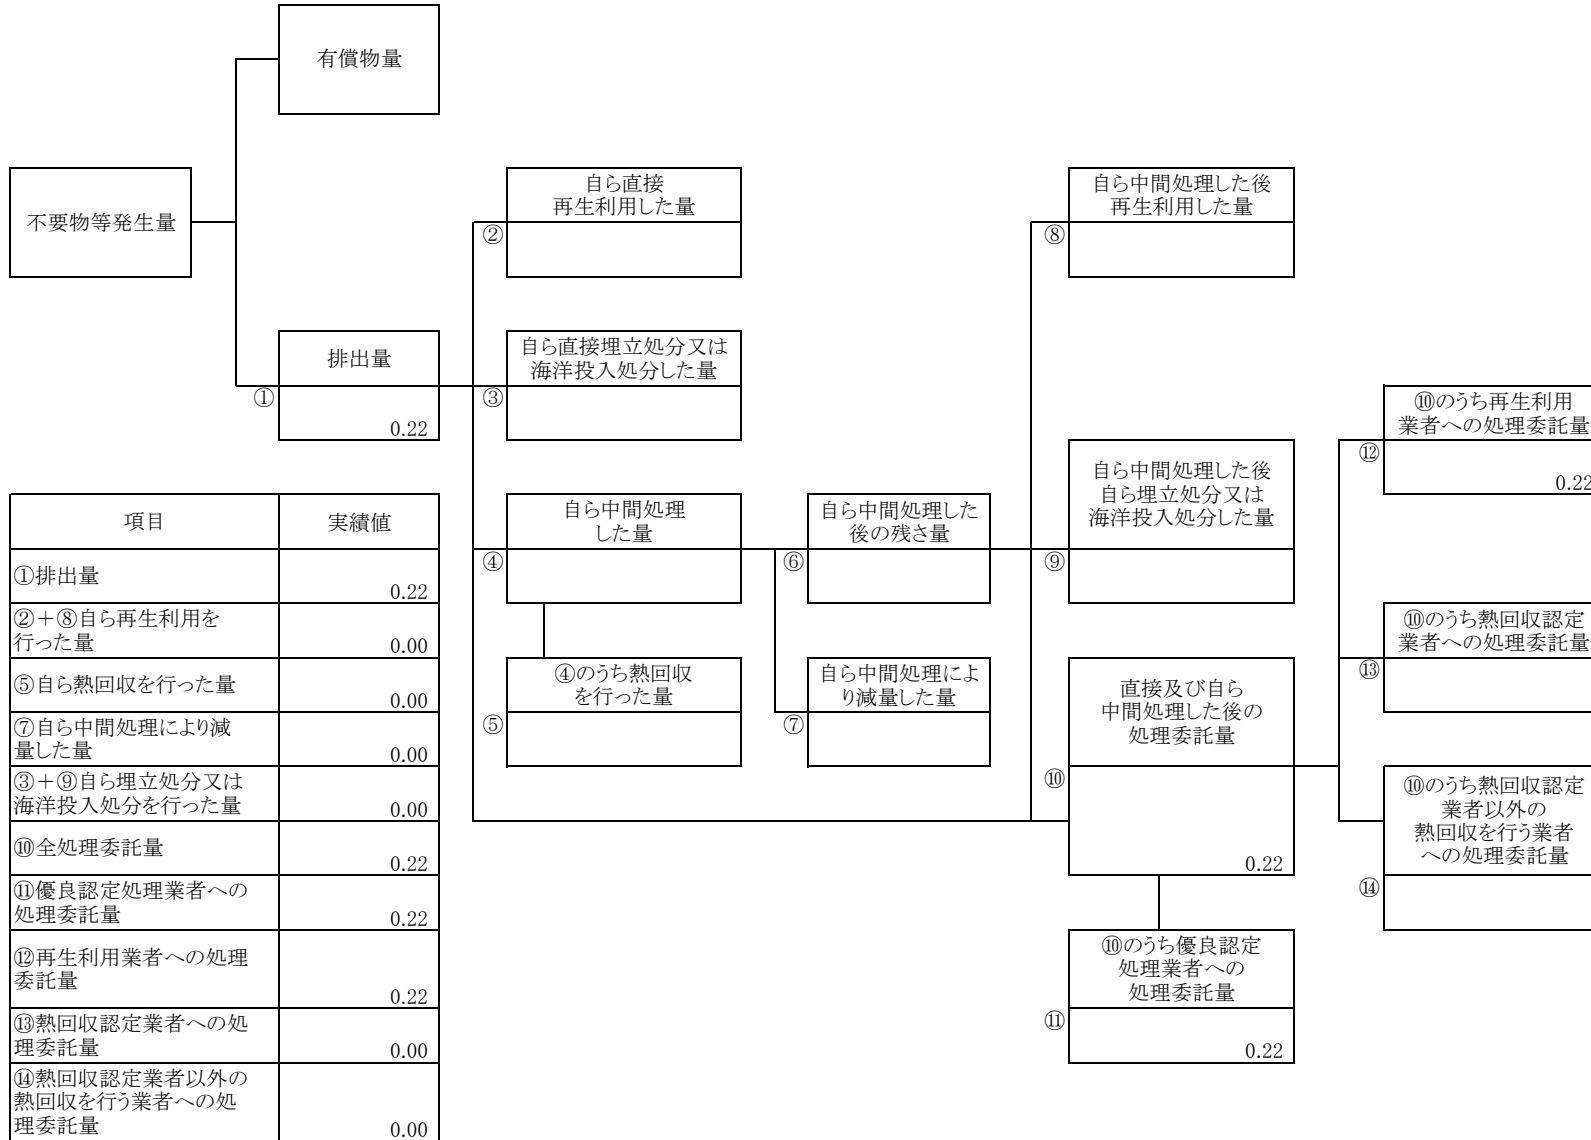 有償物量
不要物等発生量
排出量
①
0.22
自ら直接
再生利用した量
②
自ら直接埋立処分又は
海洋投入処分した量
③
自ら中間処理
した量
④
④のうち熱回収
を行った量
⑤
自ら中間処理した
後の残さ量
⑥
自ら中間処理によ
り減量した量
⑦
自ら中間処理した後
再生利用した量
⑧
自ら中間処理した後
自ら埋立処分又は
海洋投入処分した量
⑨
直接及び自ら
中間処理した後の
処理委託量
⑩
0.22
⑩のうち優良認定
処理業者への
処理委託量
⑪
0.22
⑩のうち再生利用
業者への処理委託量
⑫
0.22
⑩のうち熱回収認定
業者への処理委託量
⑬
⑩のうち熱回収認定
業者以外の
熱回収を行う業者
への処理委託量
⑭
項目 実績値
①排出量 0.22
②+⑧自ら再生利用を
行った量 0.00
⑤自ら熱回収を行った量 0.00
⑦自ら中間処理により減
量した量 0.00
③+⑨自ら埋立処分又は
海洋投入処分を行った量 0.00
⑩全処理委託量 0.22
⑪優良認定処理業者への
処理委託量 0.22
⑫再生利用業者への処理
委託量 0.22
⑬熱回収認定業者への処
理委託量 0.00
⑭熱回収認定業者以外の
熱回収を行う業者への処
理委託量 0.00